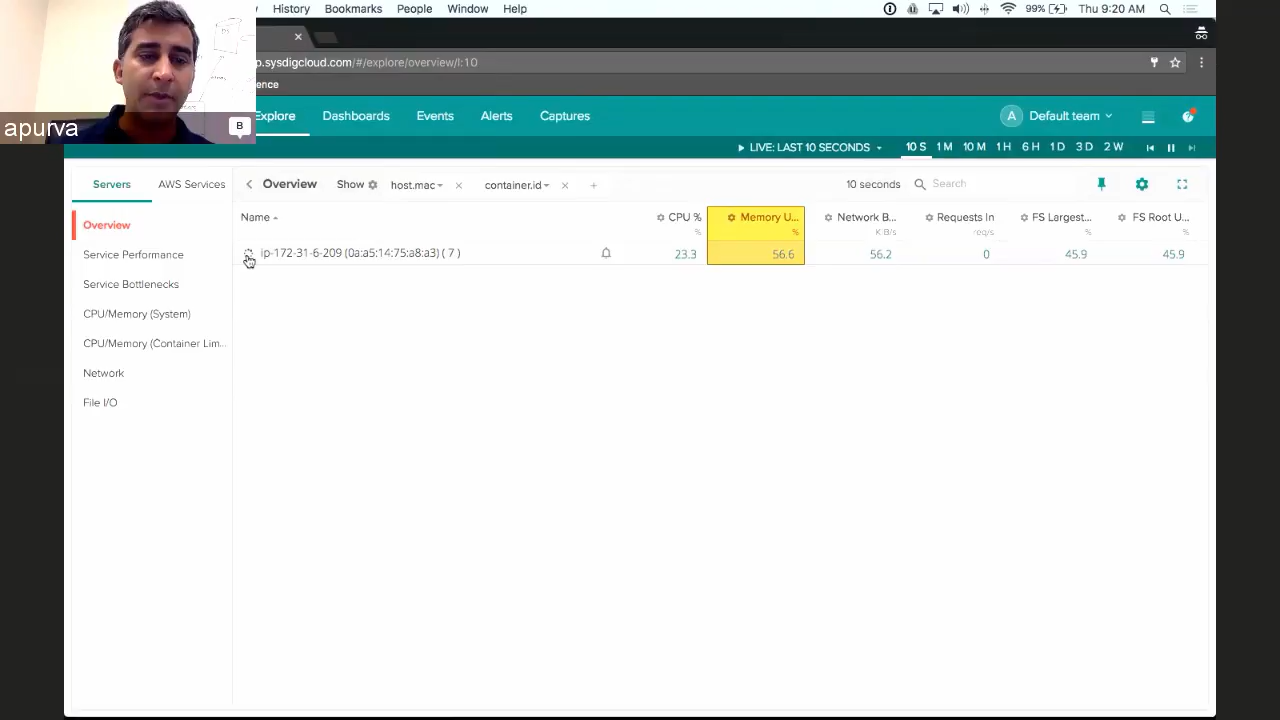 History Bookmarks People Window Help 99% Thu 9:20 AM
p.sysdigcloud.com/#/explore/overview/l:10
ence
apurva
B
Explore Dashboards Events Alerts Captures A Default team
LIVE: LAST 10 SECONDS 10 S 1 M 10 M 1 H 6 H 1 D 3 D 2 W
Servers AWS Services Overview Show host.mac container.id + 10 seconds Search
Overview
Service Performance
Service Bottlenecks
CPU/Memory (System)
CPU/Memory (Container Lim...
Network
File I/O
Name CPU % Memory U... Network B... Requests In FS Largest... FS Root U...
% % K B/s req/s % %
ip-172-31-6-209 (0a:a5:14:75:a8:a3) ( 7 ) 23.3 56.6 56.2 0 45.9 45.9